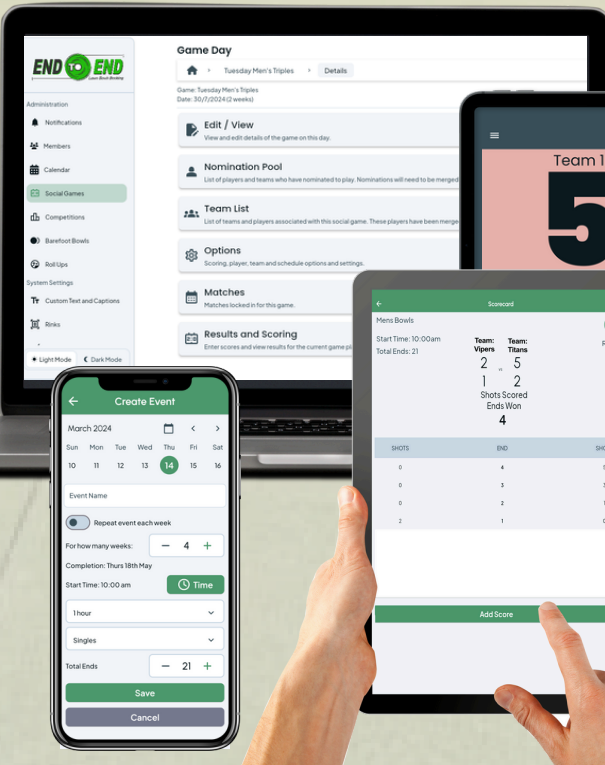 END TO END
Lawn Bowls Booking
Administration
Notifications
Members
Calendar
Social Games
Competitions
Barefoot Bowls
Roll Ups
System Settings
Custom Text and Captions
Rinks
Light Mode
Dark Mode
Game Day
Tuesday Men's Triples
Details
Game: Tuesday Men's Triples
Date: 30/7/2024 (2 weeks)
Edit / View
View and edit details of the game on this day.
Nomination Pool
List of players and teams who have nominated to play. Nominations will need to be merged
Team List
List of teams and players associated with this social game. These players have been merge
Options
Scoring, player, team and schedule options and settings.
Matches
Matches locked in for this game.
Results and Scoring
Enter scores and view results for the current game pl
Team 1
5
Scorecard
Mens Bowls
Start Time: 10:00am
Total Ends: 21
Team: Team:
Vipers Titans
2 vs 5
1 2
Shots Scored
Ends Won
4
R
SHOTS END SHO
0 4 1
0 3 3
0 2 1
2 1 0
Add Score
Create Event
March 2024
Sun Mon Tue Wed Thu Fri Sat
10 11 12 13 14 15 16
Event Name
Repeat event each week
For how many weeks: − 4 +
Completion: Thurs 18th May
Start Time: 10:00 am Time
1 hour
Singles
Total Ends − 21 +
Save
Cancel